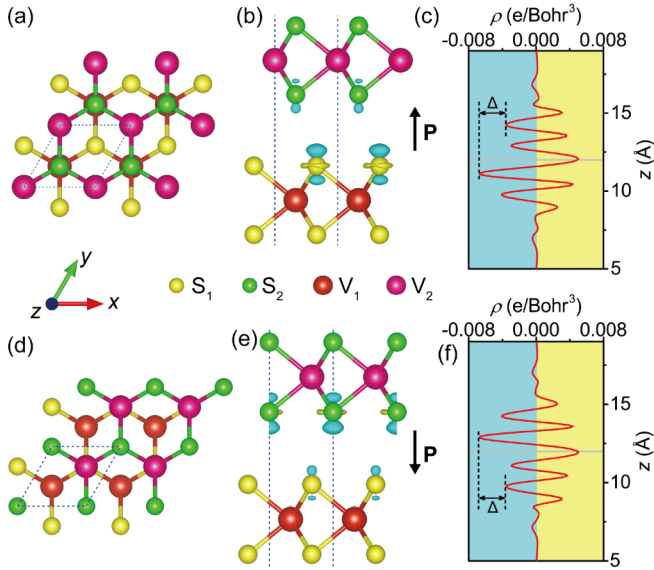 (a)
(b)
(c)
ρ (e/Bohr³)
-0.008 0.000 0.008
Δ
15
10
5
z (Å)
P
y
z
x
S₁ S₂ V₁ V₂
(d)
(e)
(f)
ρ (e/Bohr³)
-0.008 0.000 0.008
15
10
5
z (Å)
Δ
P